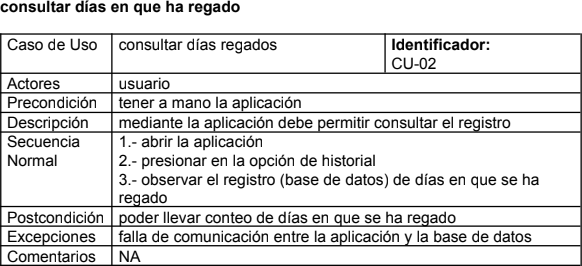 consultar días en que ha regado
Caso de Uso consultar días regados Identificador:
CU-02
Actores usuario
Precondición tener a mano la aplicación
Descripción mediante la aplicación debe permitir consultar el registro
Secuencia 1.- abrir la aplicación
Normal 2.- presionar en la opción de historial
3.- observar el registro (base de datos) de días en que se ha
regado
Postcondición poder llevar conteo de días en que se ha regado
Excepciones falla de comunicación entre la aplicación y la base de datos
Comentarios NA